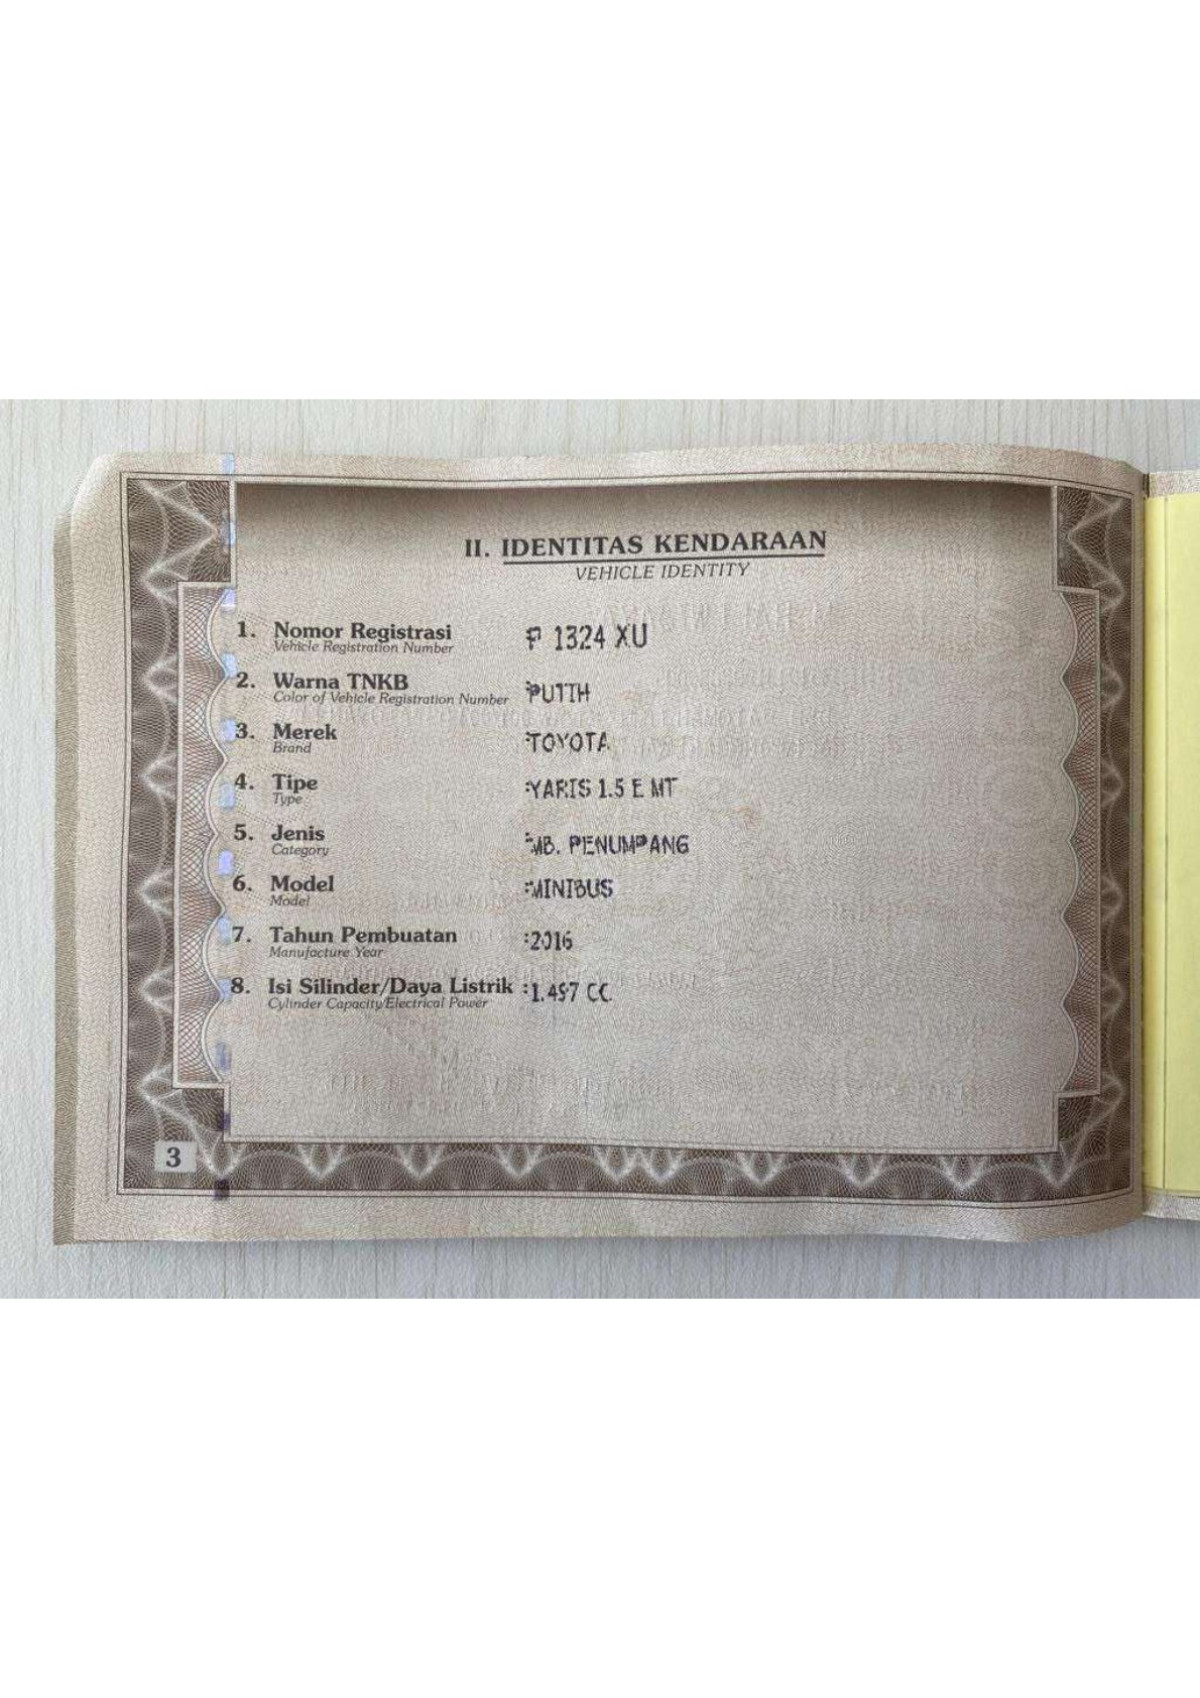 II. IDENTITAS KENDARAAN
VEHICLE IDENTITY
1. Nomor Registrasi : F 1324 XU
Vehicle Registration Number
2. Warna TNKB : PUTIH
Color of Vehicle Registration Number
3. Merek : TOYOTA
Brand
4. Tipe : YARIS 1.5 E MT
Type
5. Jenis : MB. PENUMPANG
Category
6. Model : MINIBUS
Model
7. Tahun Pembuatan : 2016
Manufacture Year
8. Isi Silinder/Daya Listrik : 1.497 CC
Cylinder Capacity/Electrical Power
3